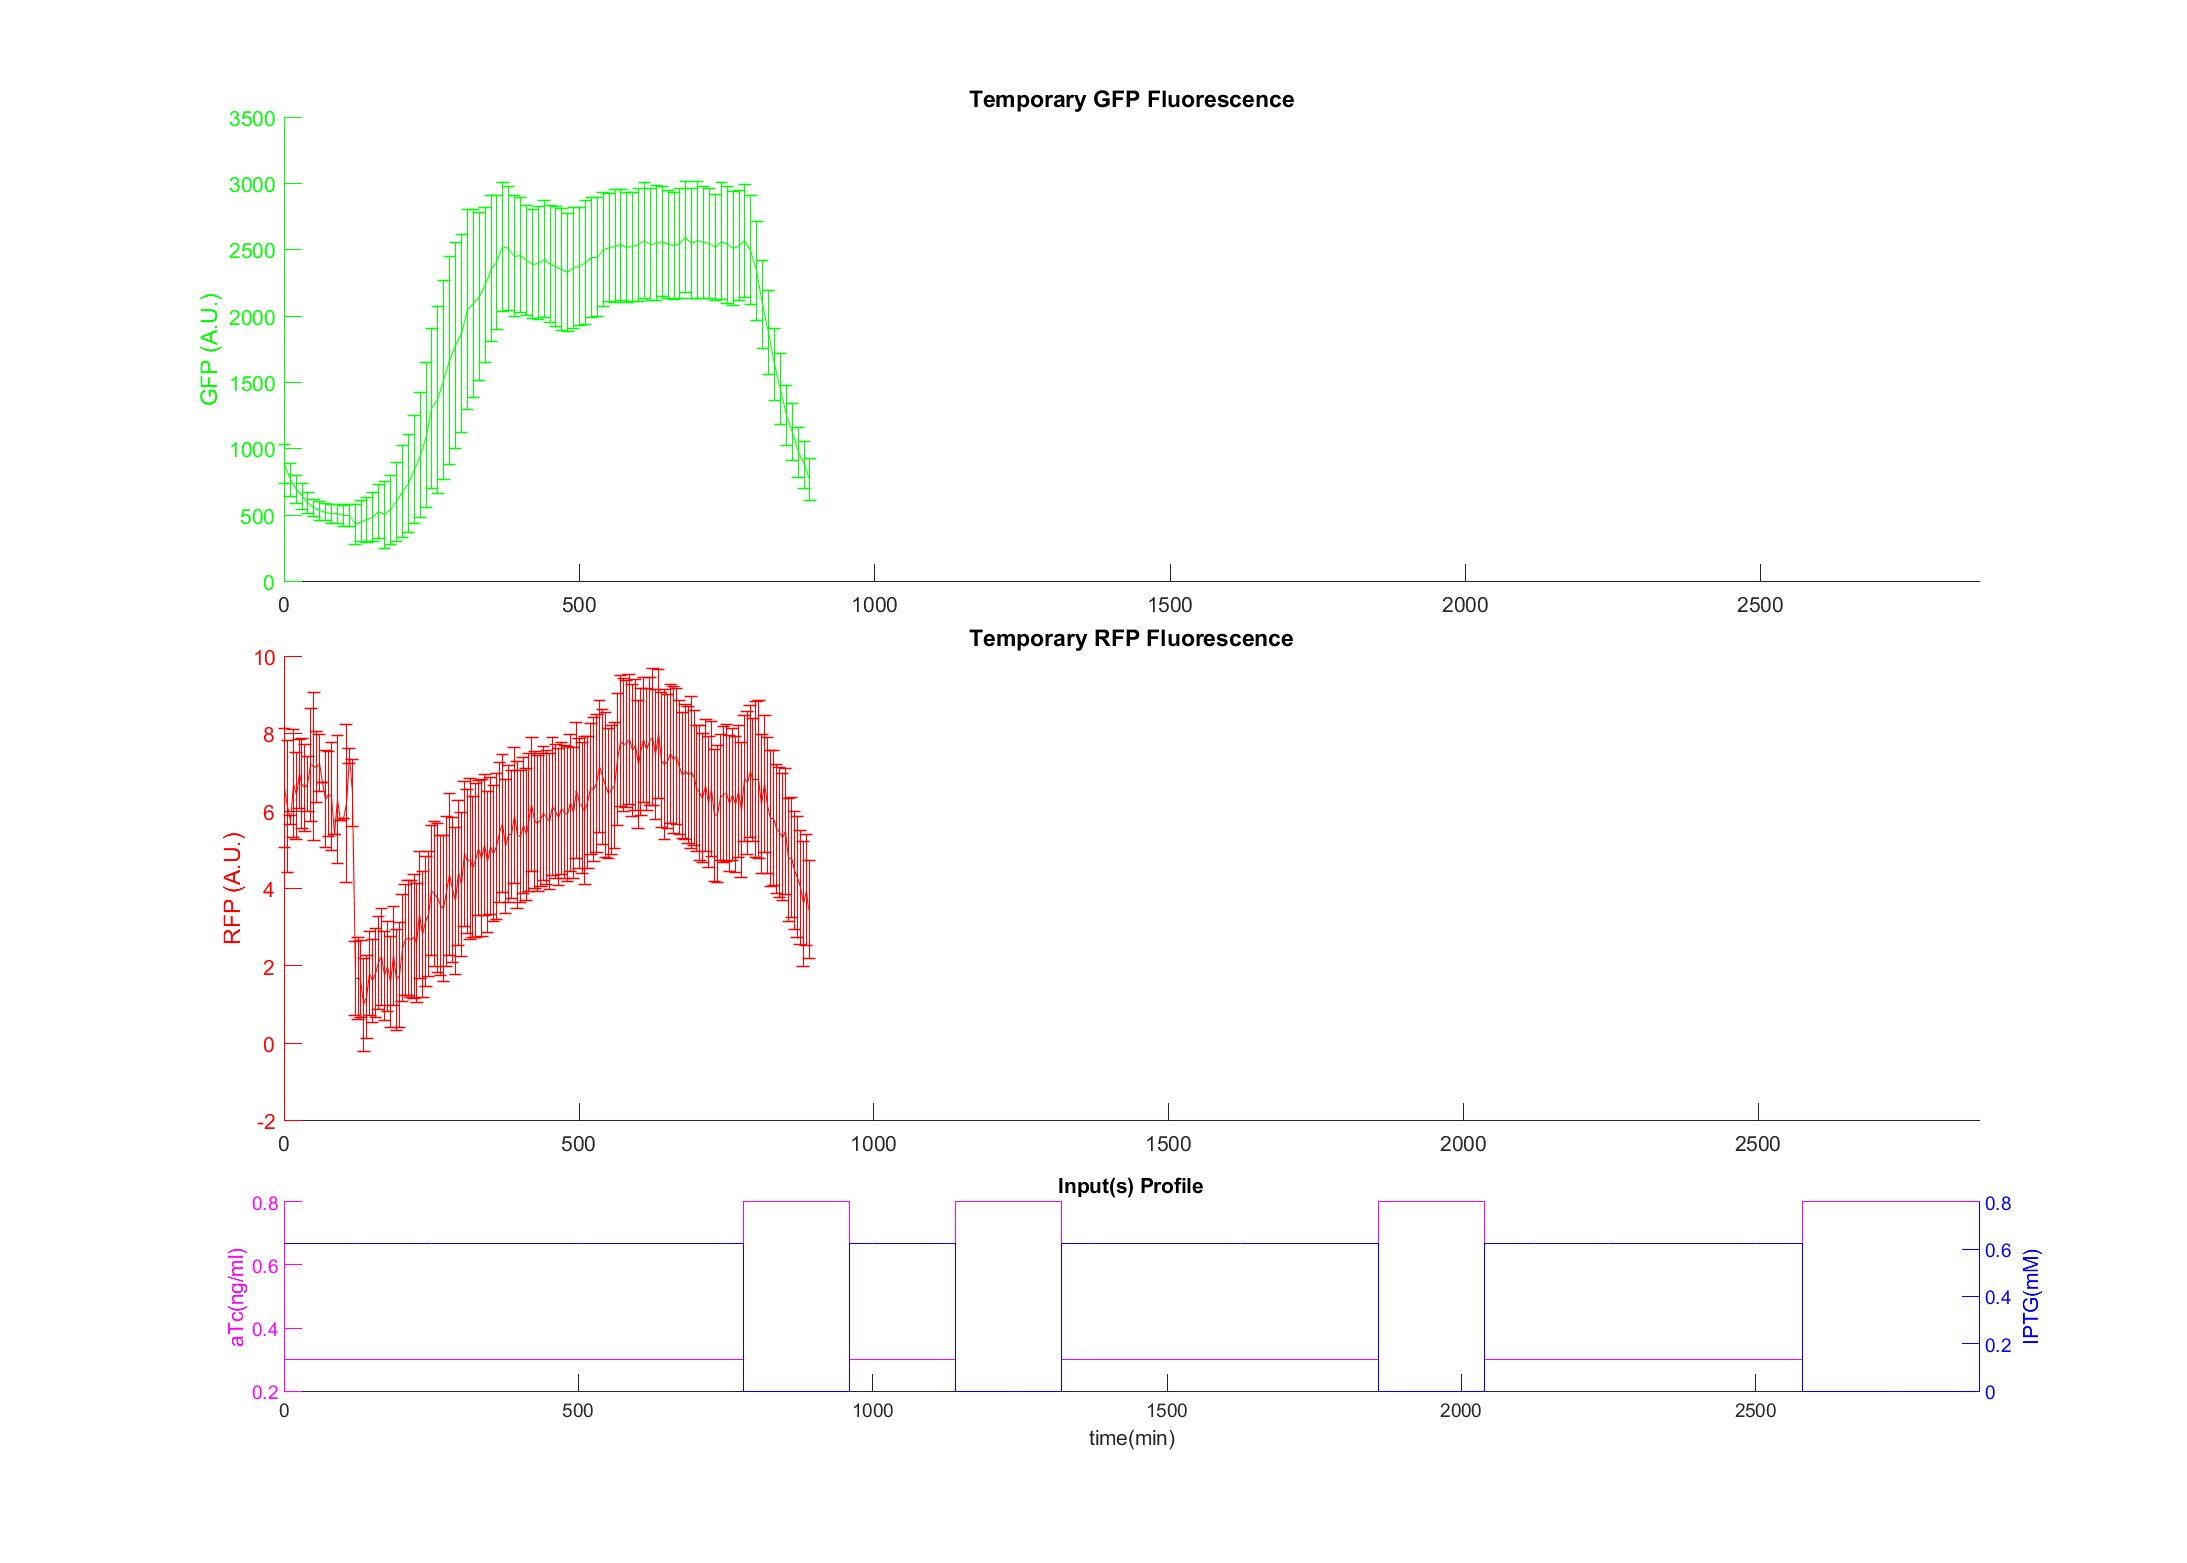 Temporary GFP Fluorescence
3500
3000
2500
2000
1500
1000
500
0
GFP (A.U.)
0 500 1000 1500 2000 2500
Temporary RFP Fluorescence
10
8
6
4
2
0
-2
RFP (A.U.)
0 500 1000 1500 2000 2500
Input(s) Profile
0.8
0.6
0.4
0.2
aTc(ng/ml)
0.8
0.6
0.4
0.2
0
IPTG(mM)
0 500 1000 1500 2000 2500
time(min)